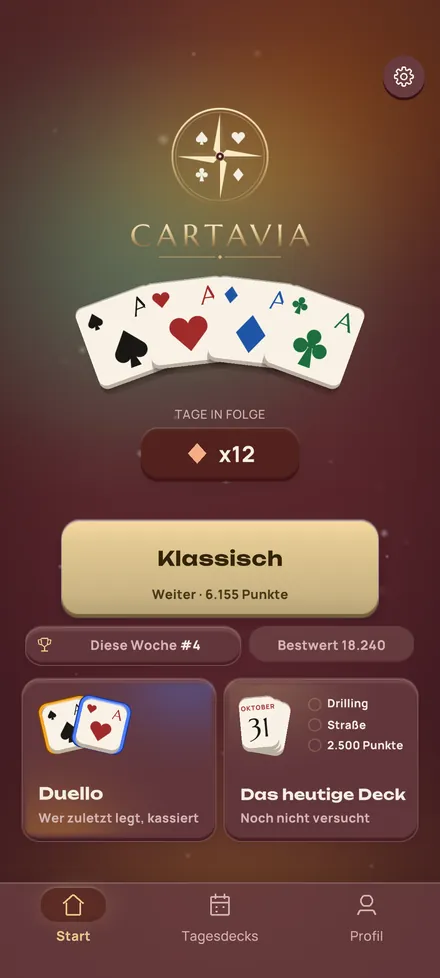 CARTAVIA
A
A
A
A
TAGE IN FOLGE
x12
Klassisch
Weiter · 6.155 Punkte
Diese Woche #4
Bestwert 18.240
A
A
OKTOBER
31
Drilling
Straße
2.500 Punkte
Duello
Wer zuletzt legt, kassiert
Das heutige Deck
Noch nicht versucht
Start
Tagesdecks
Profil